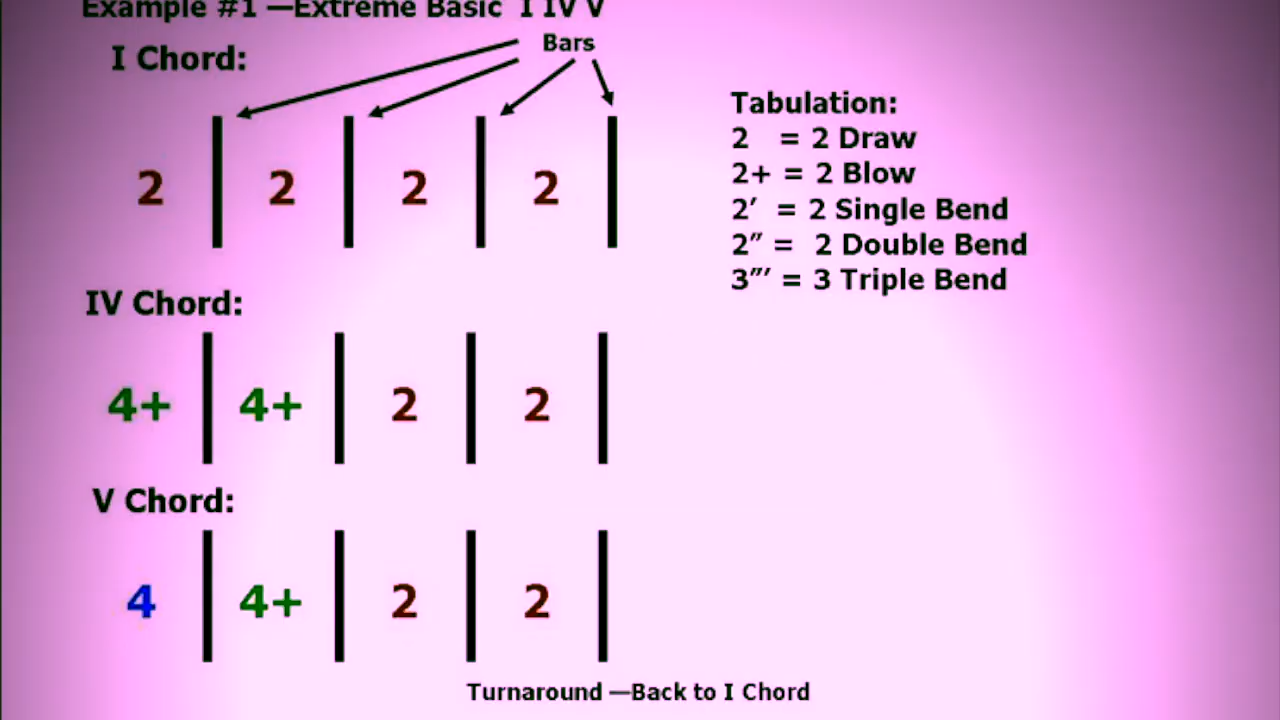 Example #1 —Extreme Basic I IV V
Bars
I Chord:
2 2 2 2
Tabulation:
2 = 2 Draw
2+ = 2 Blow
2′ = 2 Single Bend
2″ = 2 Double Bend
3″′ = 3 Triple Bend
IV Chord:
4+ 4+ 2 2
V Chord:
4 4+ 2 2
Turnaround —Back to I Chord